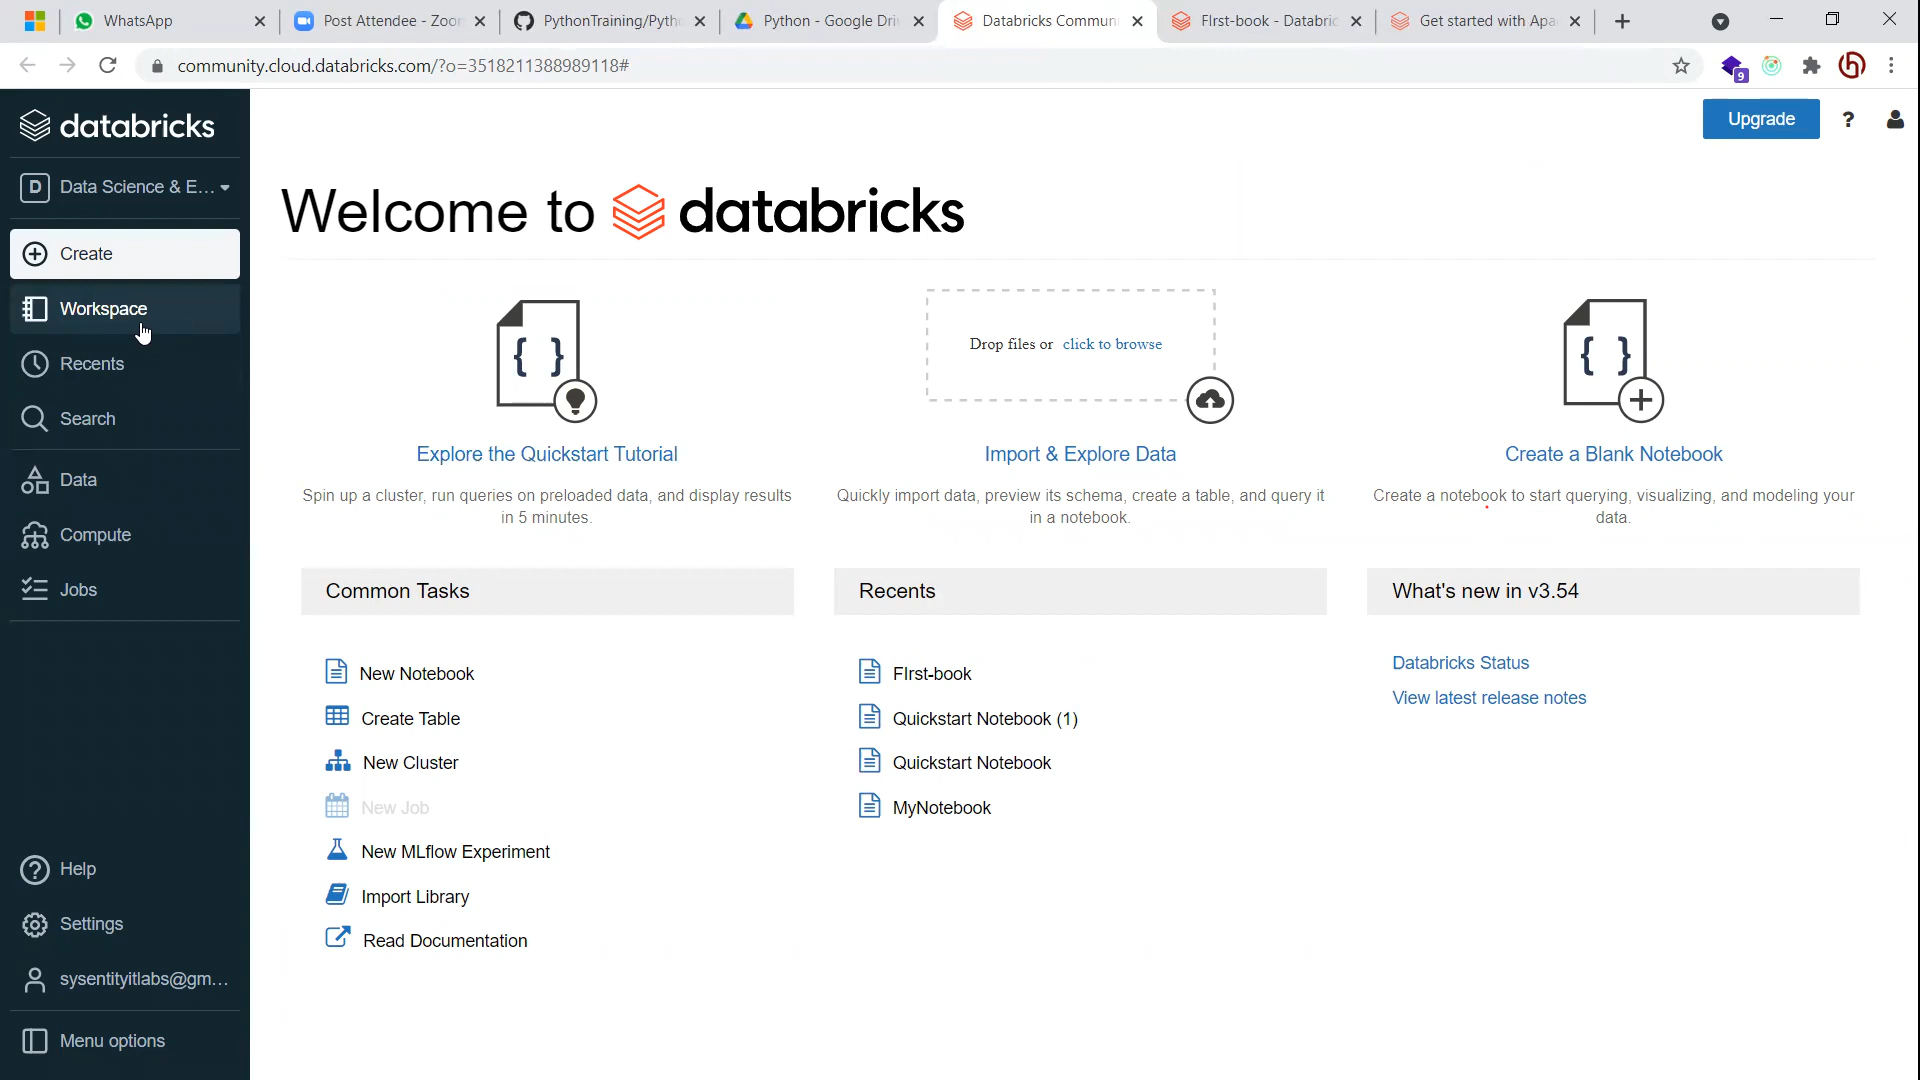 WhatsApp
Post Attendee - Zoo
PythonTraining/Pyth
Python - Google Dri
Databricks Commun
FIrst-book - Databric
Get started with Apa
community.cloud.databricks.com/?o=3518211388989118#
9
databricks
Upgrade
?
D Data Science & E...
Welcome to databricks
Create
Workspace
Recents
Search
Data
Compute
Jobs
Help
Settings
sysentityitlabs@gm...
Menu options
{ }
Drop files or click to browse
{ }
Explore the Quickstart Tutorial
Spin up a cluster, run queries on preloaded data, and display results
in 5 minutes.
Import & Explore Data
Quickly import data, preview its schema, create a table, and query it
in a notebook.
Create a Blank Notebook
Create a notebook to start querying, visualizing, and modeling your
data.
Common Tasks
New Notebook
Create Table
New Cluster
New Job
New MLflow Experiment
Import Library
Read Documentation
Recents
FIrst-book
Quickstart Notebook (1)
Quickstart Notebook
MyNotebook
What's new in v3.54
Databricks Status
View latest release notes